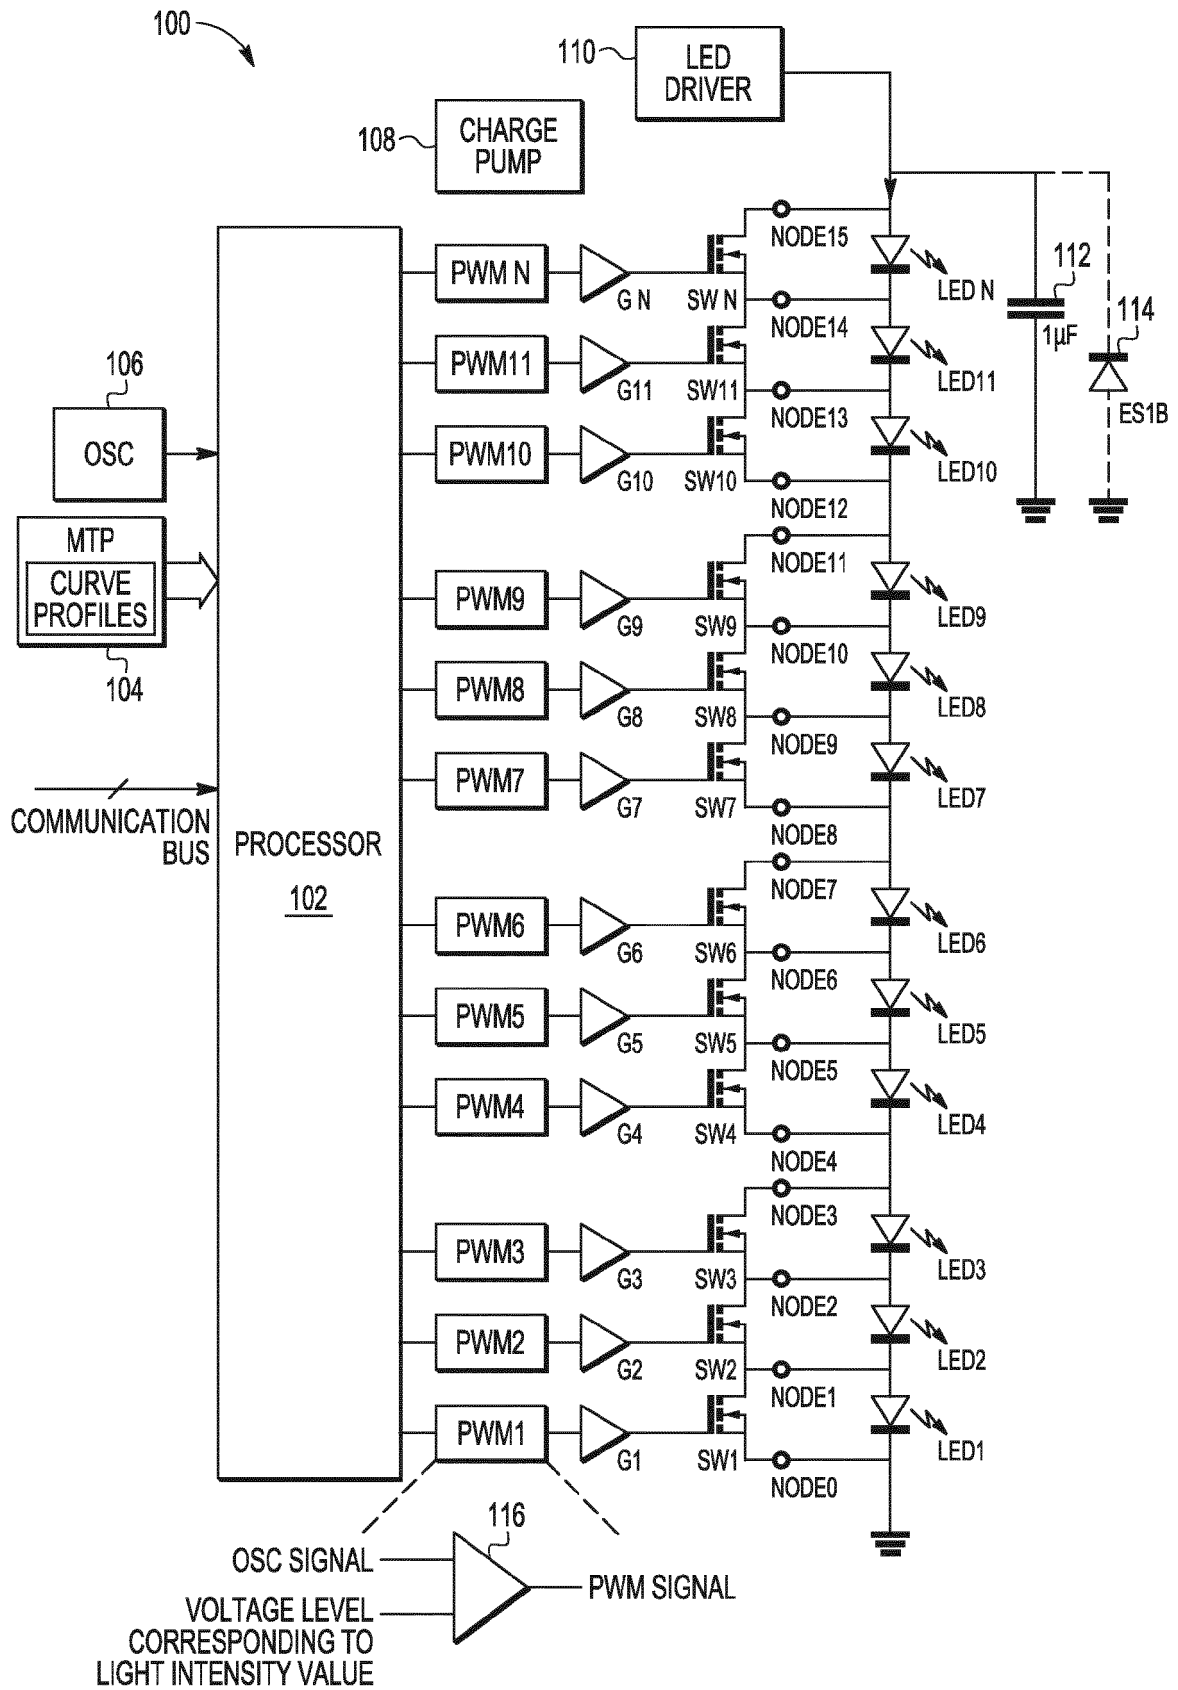 100
110
LED
DRIVER
108
CHARGE
PUMP
NODE15
PWM N
G N
SW N
LED N
112
1µF
114
ES1B
NODE14
PWM11
G11
SW11
LED11
106
OSC
NODE13
PWM10
G10
SW10
LED10
NODE12
MTP
CURVE
PROFILES
104
NODE11
PWM9
G9
SW9
LED9
NODE10
PWM8
G8
SW8
LED8
NODE9
PWM7
G7
SW7
LED7
NODE8
COMMUNICATION
BUS
PROCESSOR
102
NODE7
PWM6
G6
SW6
LED6
NODE6
PWM5
G5
SW5
LED5
NODE5
PWM4
G4
SW4
LED4
NODE4
NODE3
PWM3
G3
SW3
LED3
NODE2
PWM2
G2
SW2
LED2
NODE1
PWM1
G1
SW1
LED1
NODE0
116
OSC SIGNAL
PWM SIGNAL
VOLTAGE LEVEL
CORRESPONDING TO
LIGHT INTENSITY VALUE